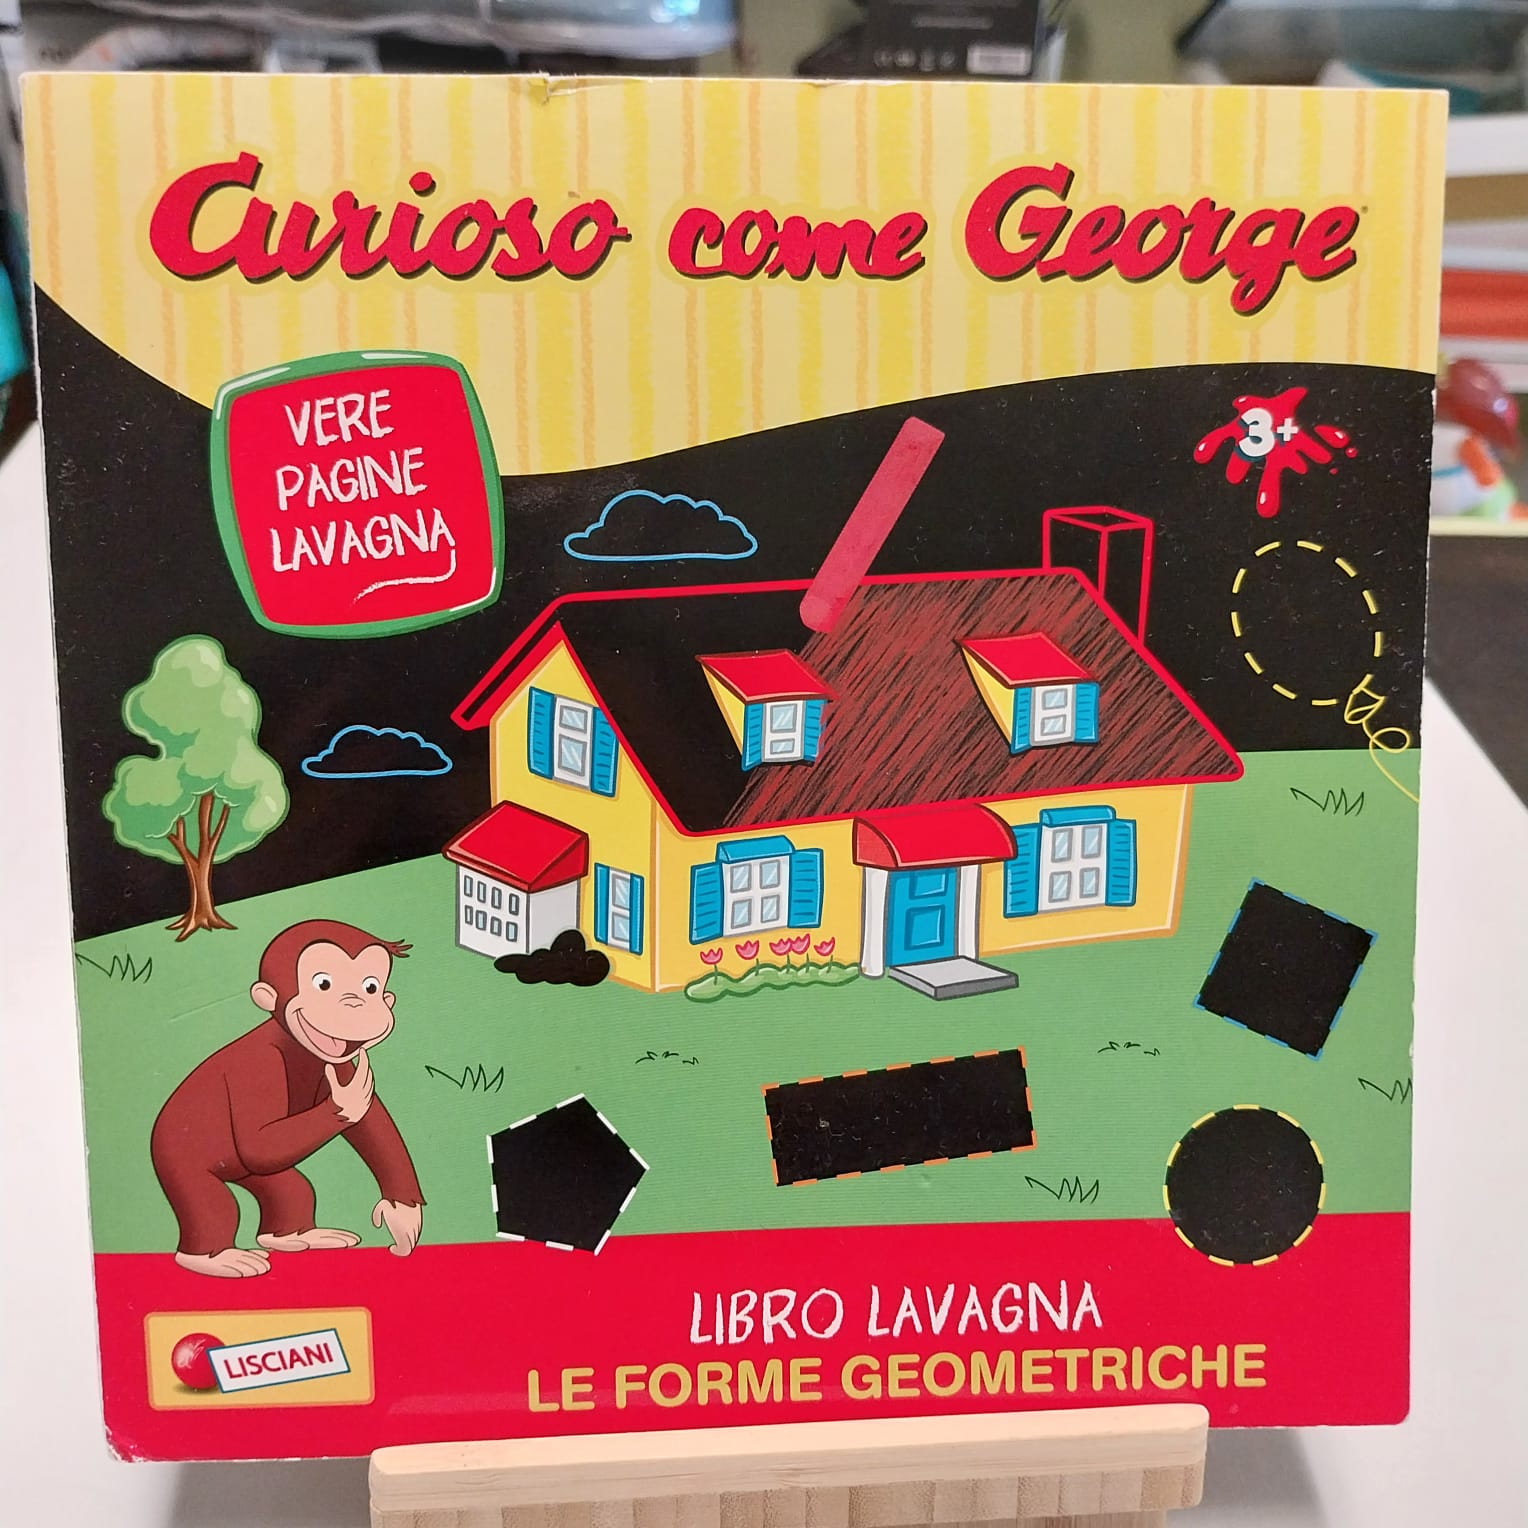 Curioso come George
VERE
PAGINE
LAVAGNA
3+
LIBRO LAVAGNA
LE FORME GEOMETRICHE
LISCIANI